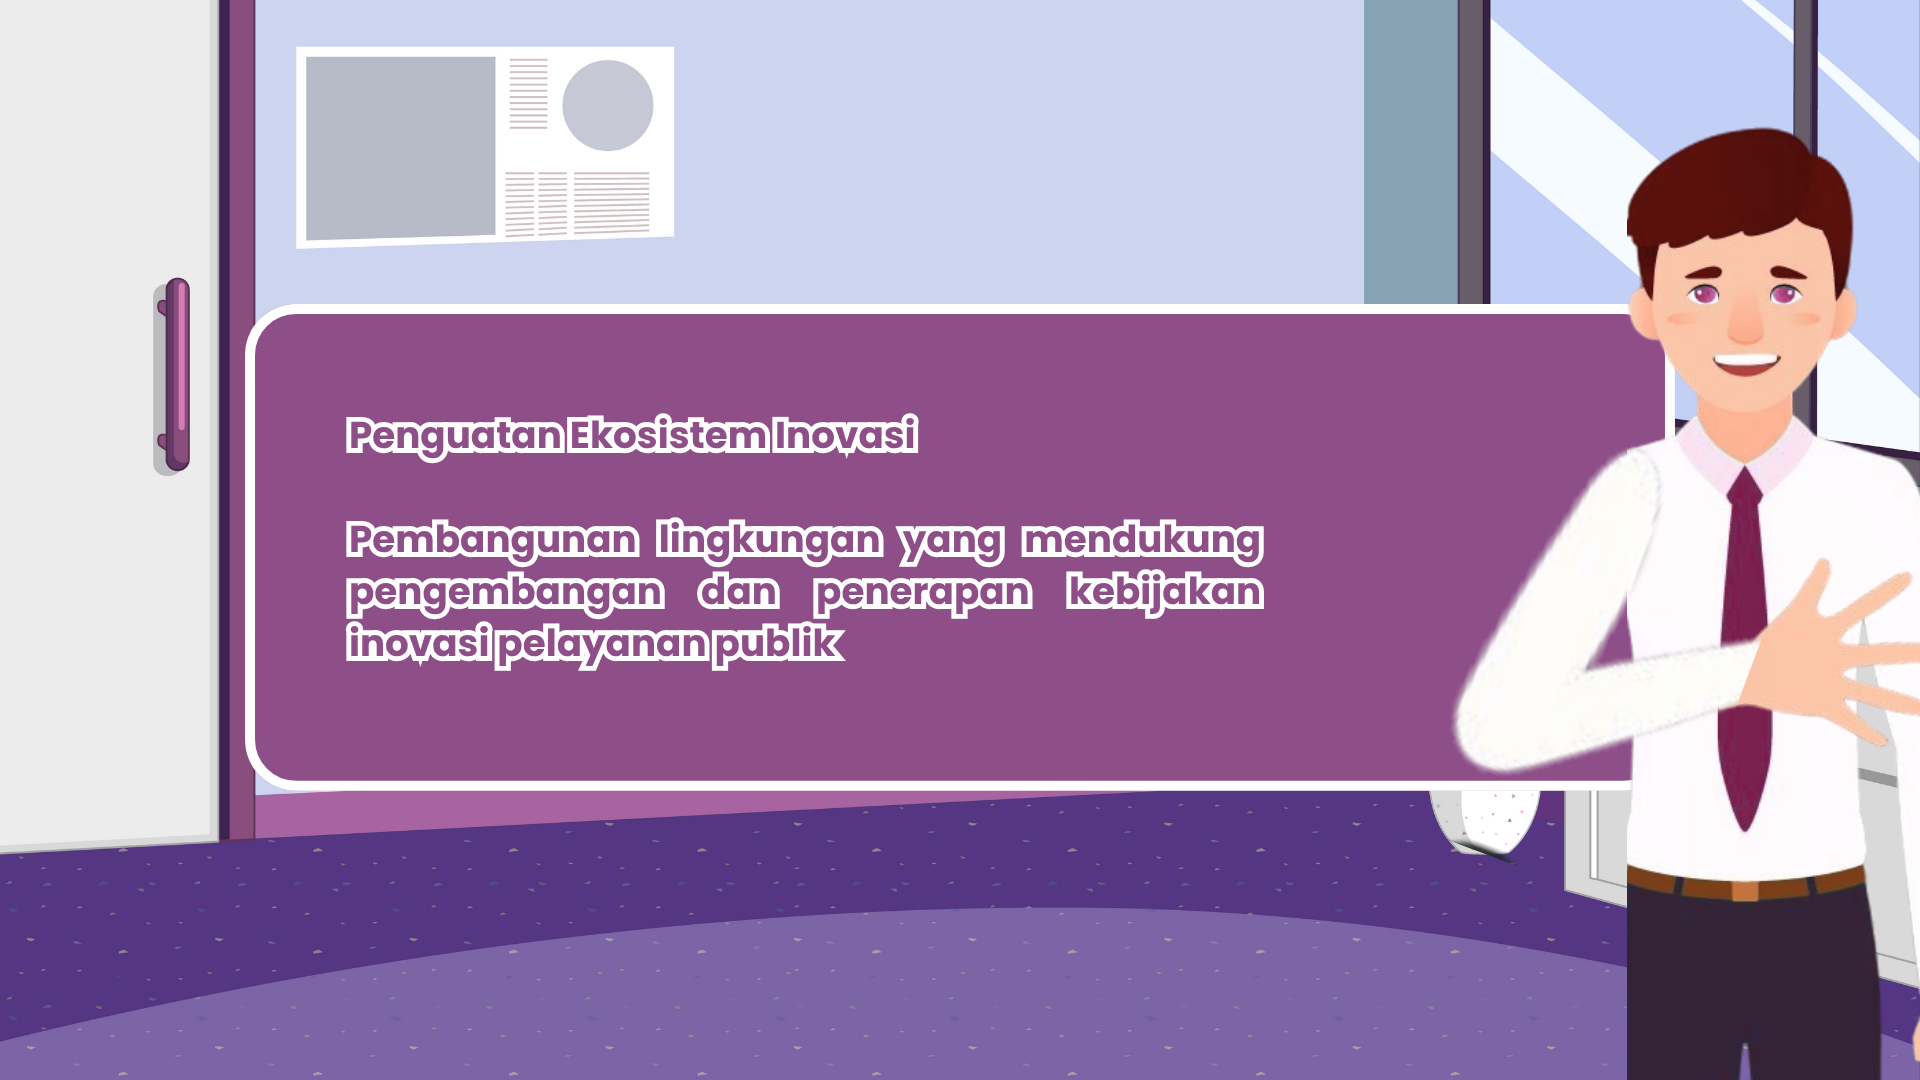 Penguatan Ekosistem Inovasi
Pembangunan lingkungan yang mendukung
pengembangan dan penerapan kebijakan
inovasi pelayanan publik